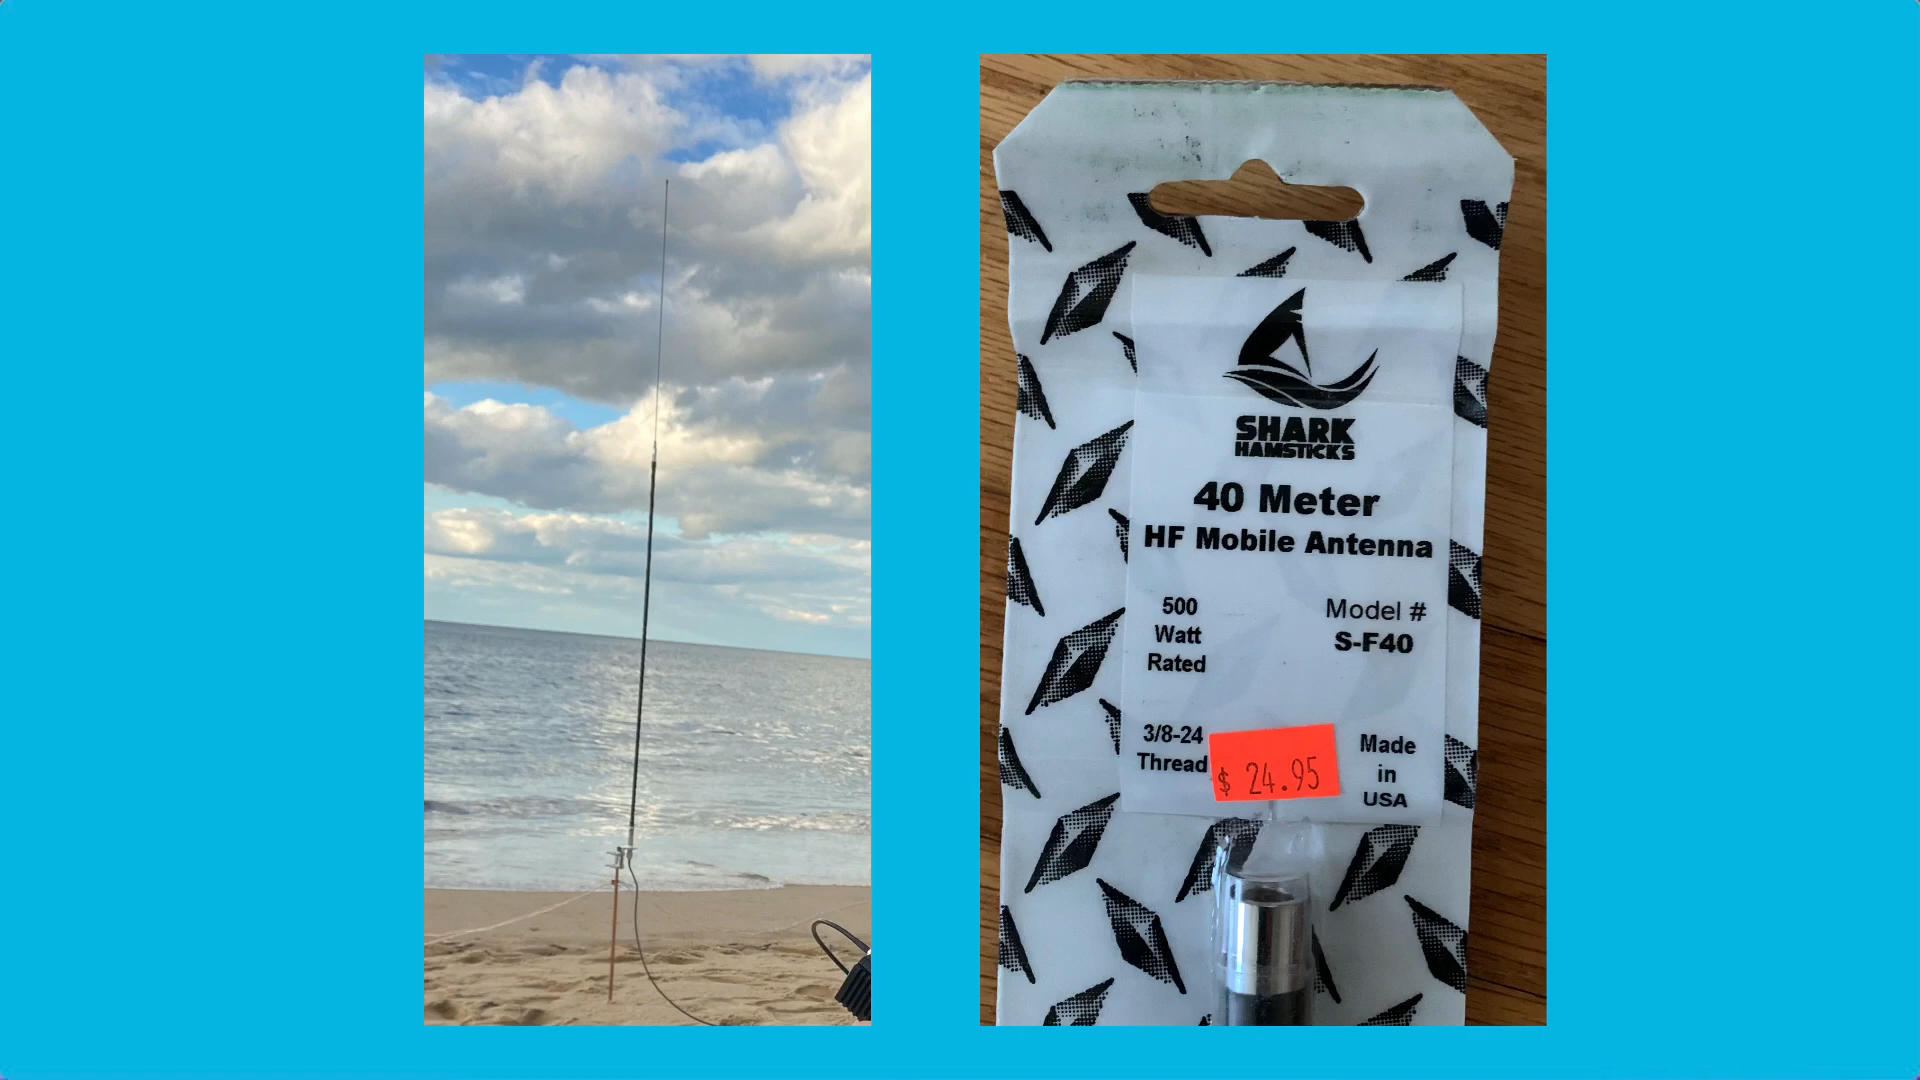 SHARK
HAMSTICKS
40 Meter
HF Mobile Antenna
500
Watt
Rated
Model #
S-F40
3/8-24
Thread
$ 24.95
Made
in
USA